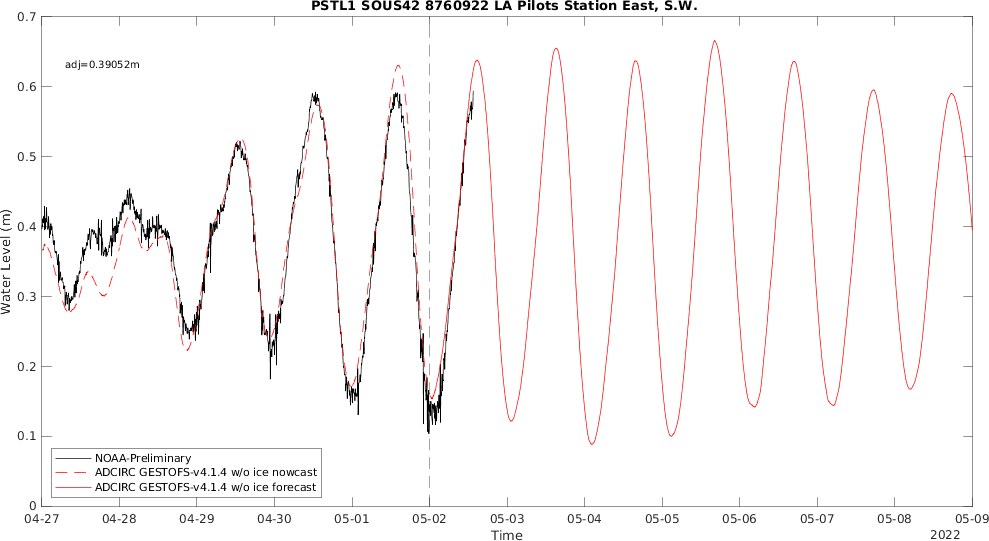 PSTL1 SOUS42 8760922 LA Pilots Station East, S.W.
0.7
adj=0.39052m
0.6
0.5
0.4
Water Level (m)
0.3
0.2
0.1
NOAA-Preliminary
ADCIRC GESTOFS-v4.1.4 w/o ice nowcast
ADCIRC GESTOFS-v4.1.4 w/o ice forecast
0
04-27 04-28 04-29 04-30 05-01 05-02 05-03 05-04 05-05 05-06 05-07 05-08 05-09
Time
2022